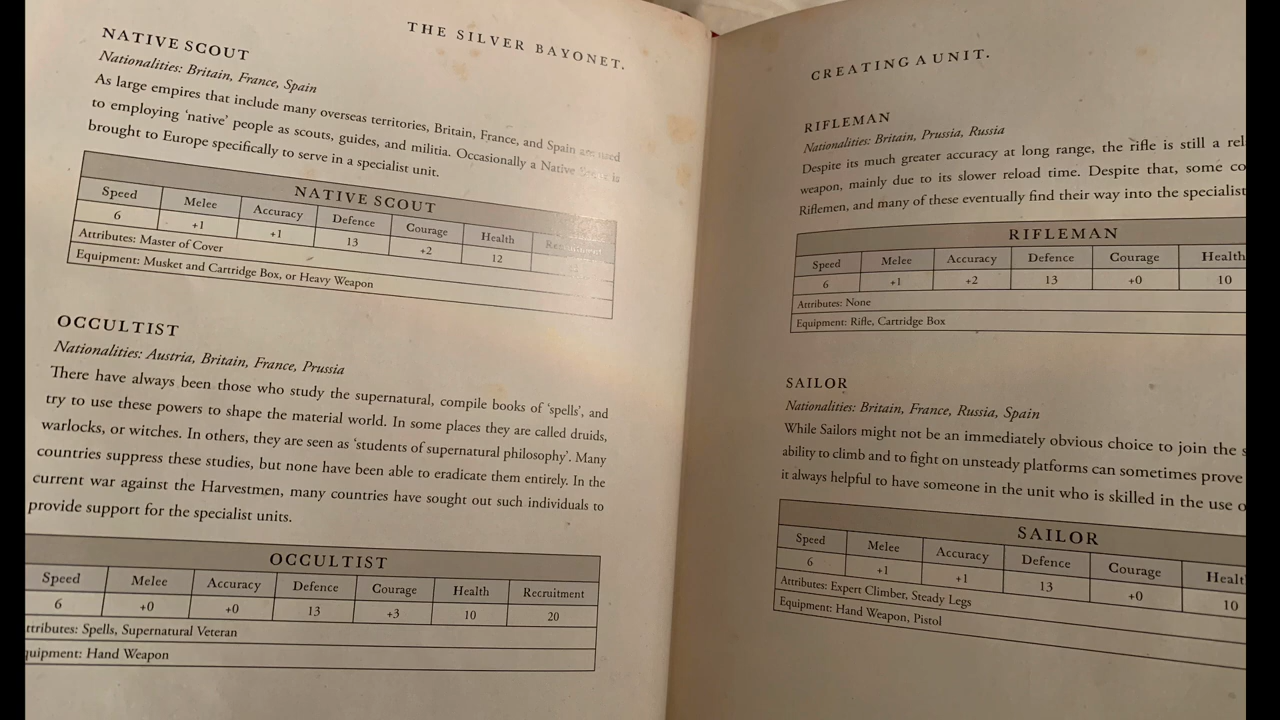 THE SILVER BAYONET.
NATIVE SCOUT
Nationalities: Britain, France, Spain
As large empires that include many overseas territories, Britain, France, and Spain are used
to employing ‘native’ people as scouts, guides, and militia. Occasionally a Native is
brought to Europe specifically to serve in a specialist unit.
NATIVE SCOUT
Speed Melee Accuracy Defence Courage Health Recruitment
6 +1 +1 13 +2 12
Attributes: Master of Cover
Equipment: Musket and Cartridge Box, or Heavy Weapon
OCCULTIST
Nationalities: Austria, Britain, France, Prussia
There have always been those who study the supernatural, compile books of ‘spells’, and
try to use these powers to shape the material world. In some places they are called druids,
warlocks, or witches. In others, they are seen as ‘students of supernatural philosophy’. Many
countries suppress these studies, but none have been able to eradicate them entirely. In the
current war against the Harvestmen, many countries have sought out such individuals to
provide support for the specialist units.
OCCULTIST
Speed Melee Accuracy Defence Courage Health Recruitment
6 +0 +0 13 +3 10 20
ttributes: Spells, Supernatural Veteran
quipment: Hand Weapon
CREATING A UNIT.
RIFLEMAN
Nationalities: Britain, Prussia, Russia
Despite its much greater accuracy at long range, the rifle is still a rel
weapon, mainly due to its slower reload time. Despite that, some co
Riflemen, and many of these eventually find their way into the specialist
RIFLEMAN
Speed Melee Accuracy Defence Courage Health
6 +1 +2 13 +0 10
Attributes: None
Equipment: Rifle, Cartridge Box
SAILOR
Nationalities: Britain, France, Russia, Spain
While Sailors might not be an immediately obvious choice to join the s
ability to climb and to fight on unsteady platforms can sometimes prove
it always helpful to have someone in the unit who is skilled in the use o
SAILOR
Speed Melee Accuracy Defence Courage Healt
6 +1 +1 13 +0 10
Attributes: Expert Climber, Steady Legs
Equipment: Hand Weapon, Pistol